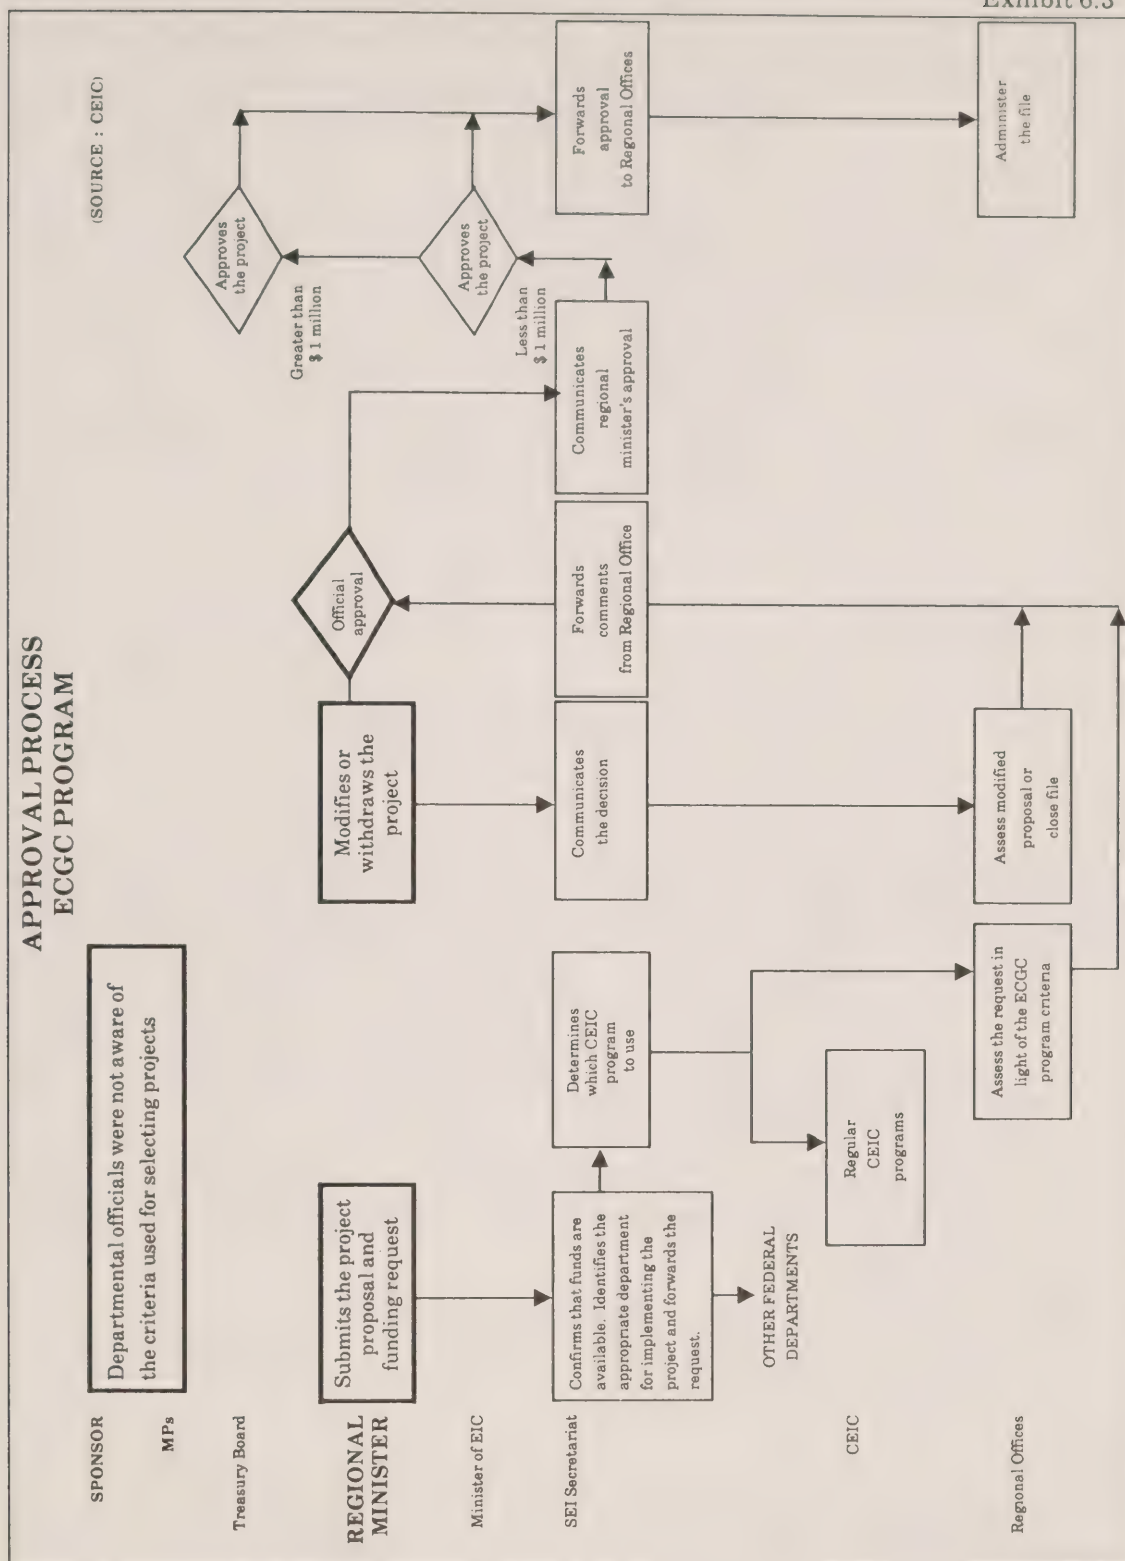 Exhibit 6.3
APPROVAL PROCESS
ECGC PROGRAM
(SOURCE : CEIC)
SPONSOR
MPs
Departmental officials were not aware of
the criteria used for selecting projects
Treasury Board
Approves
the project
Greater than
$ 1 million
REGIONAL
MINISTER
Submits the project
proposal and
funding request
Modifies or
withdraws the
project
Official
approval
Minister of EIC
Approves
the project
Less than
$ 1 million
SEI Secretariat
Confirms that funds are
available. Identifies the
appropriate department
for implementing the
project and forwards the
request.
Determines
which CEIC
program
to use
Communicates
the decision
Forwards
comments
from Regional Office
Communicates
regional
minister's approval
Forwards
approval
to Regional Offices
OTHER FEDERAL
DEPARTMENTS
CEIC
Regular
CEIC
programs
Regional Offices
Assess the request in
light of the ECGC
program criteria
Assess modified
proposal or
close file
Administer
the file